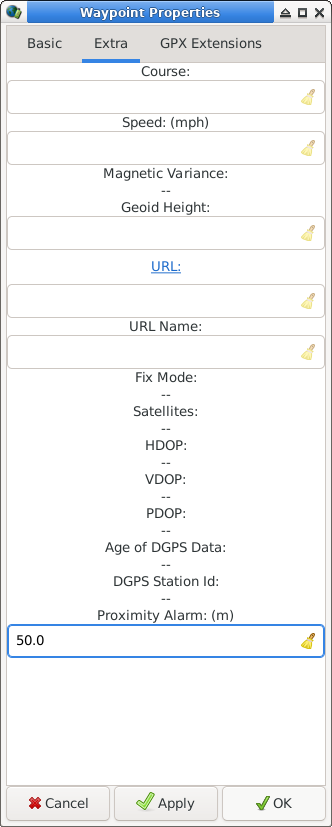 Waypoint Properties
Basic Extra GPX Extensions
Course:
Speed: (mph)
Magnetic Variance:
--
Geoid Height:
URL:
URL Name:
Fix Mode:
--
Satellites:
--
HDOP:
--
VDOP:
--
PDOP:
--
Age of DGPS Data:
--
DGPS Station Id:
--
Proximity Alarm: (m)
50.0
Cancel Apply OK